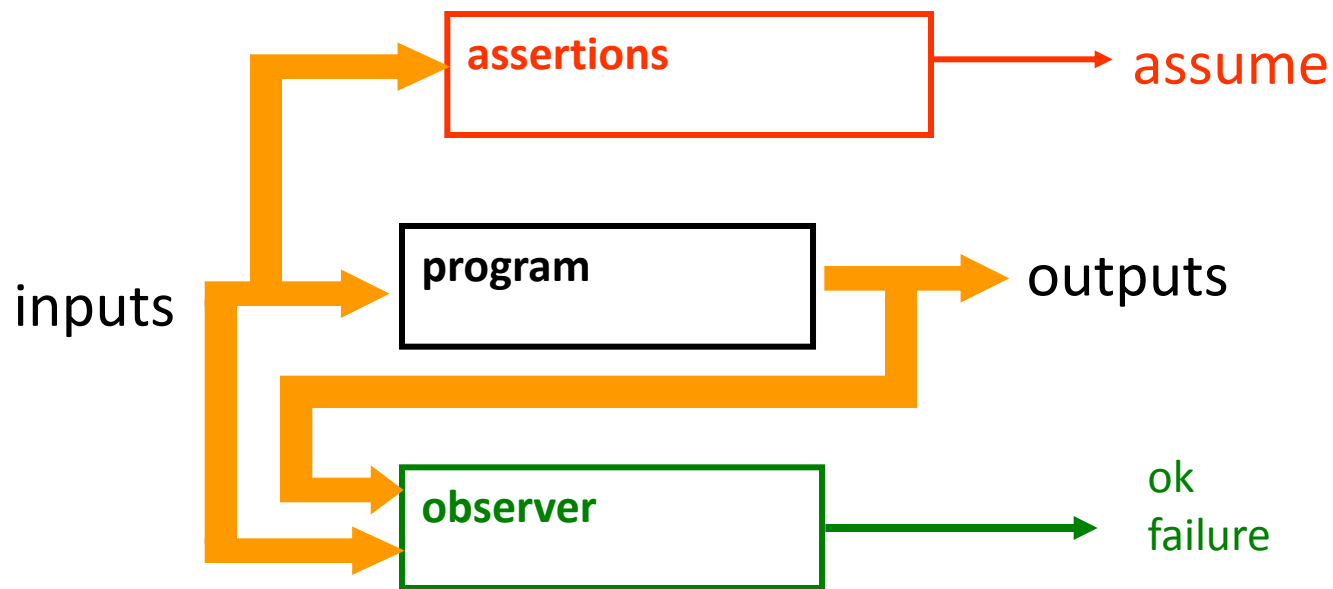 assertions
assume
inputs
program
outputs
observer
ok
failure